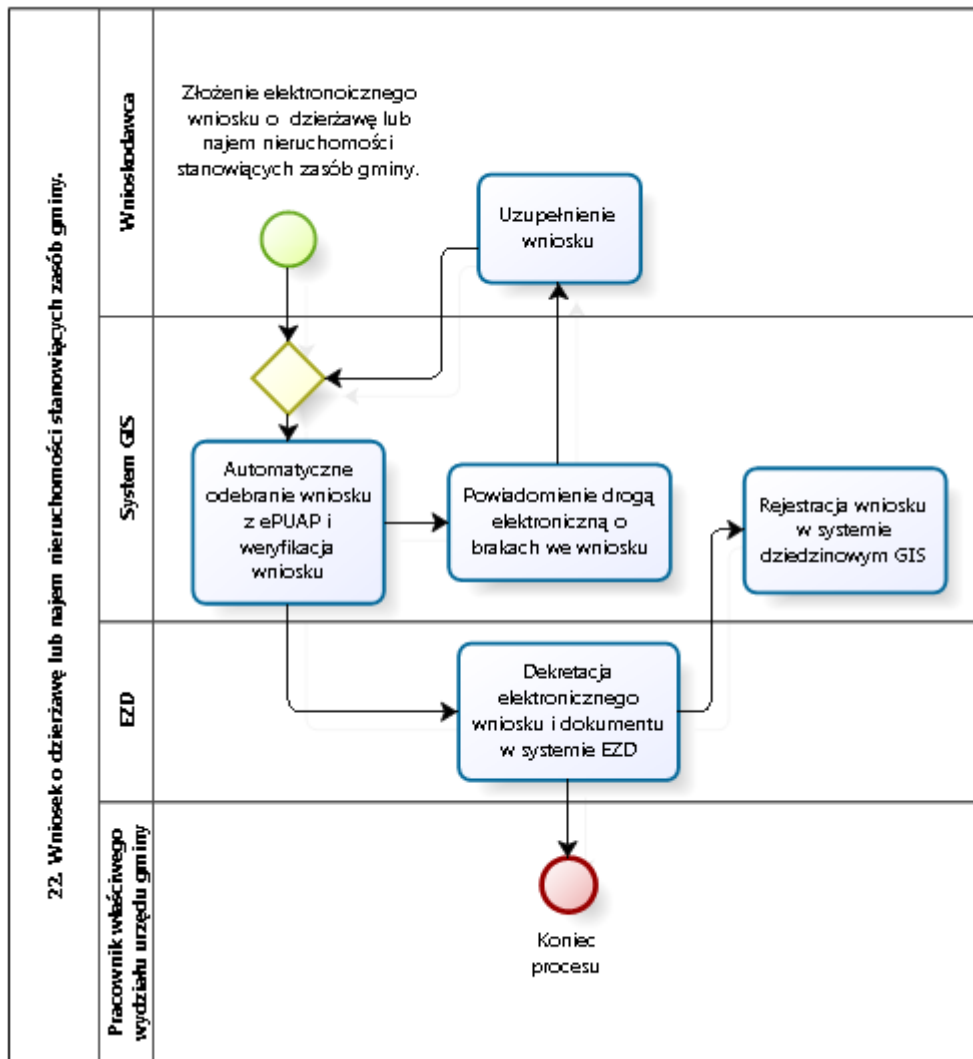 22. Wniosek o dzierżawę lub najem nieruchomości stanowiących zasób gminy.
Wnioskodawca
Złożenie elektronoicznego
wniosku o dzierżawę lub
najem nieruchomości
stanowiących zasób gminy.
Uzupełnienie
wniosku
System GIS
Automatyczne
odebranie wniosku
z ePUAP i
weryfikacja
wniosku
Powiadomienie drogą
elektroniczną o
brakach we wniosku
Rejestracja wniosku
w systemie
dziedzinowym GIS
EZD
Dekretacja
elektronicznego
wniosku i dokumentu
w systemie EZD
Pracownik właściwego
wydziału urzędu gminy
Koniec
procesu